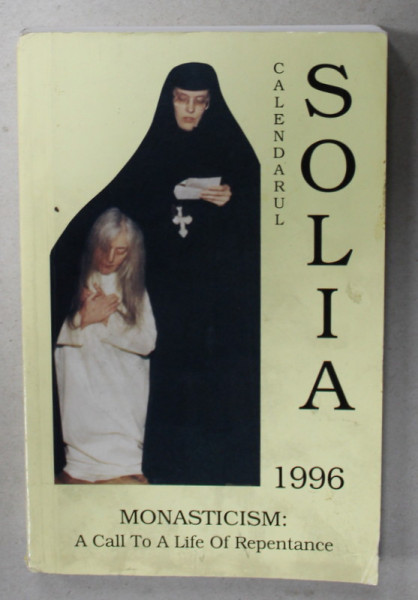 CALENDARUL
SOLIA
1996
MONASTICISM:
A Call To A Life Of Repentance